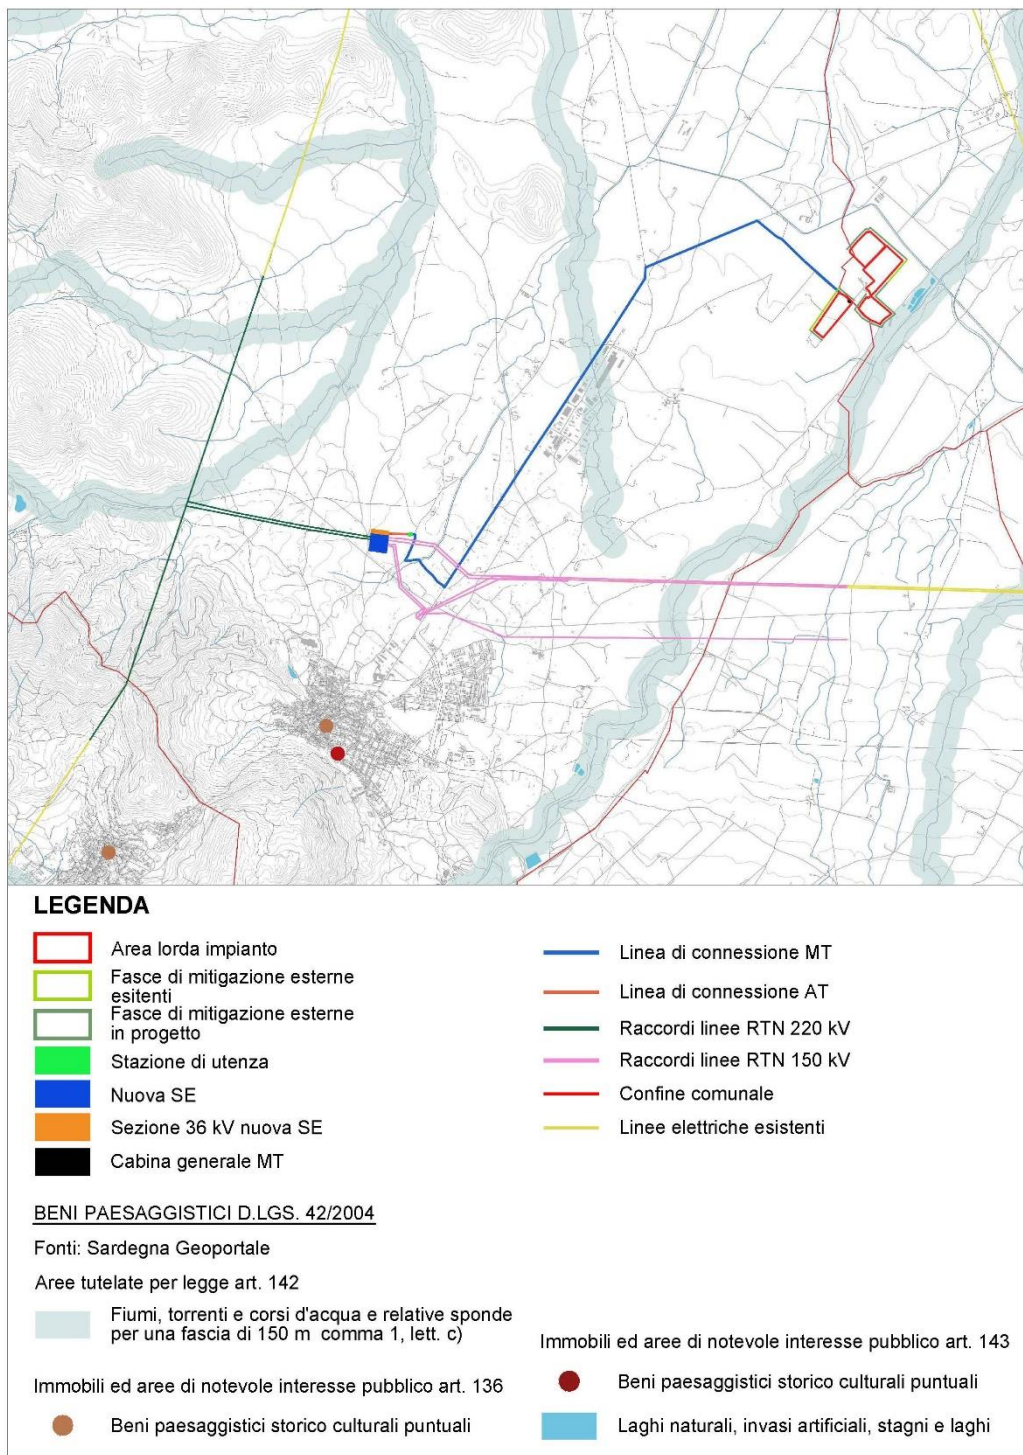 LEGENDA
Area lorda impianto
Fasce di mitigazione esterne
esitenti
Fasce di mitigazione esterne
in progetto
Stazione di utenza
Nuova SE
Sezione 36 kV nuova SE
Cabina generale MT
Linea di connessione MT
Linea di connessione AT
Raccordi linee RTN 220 kV
Raccordi linee RTN 150 kV
Confine comunale
Linee elettriche esistenti
BENI PAESAGGISTICI D.LGS. 42/2004
Fonti: Sardegna Geoportale
Aree tutelate per legge art. 142
Fiumi, torrenti e corsi d'acqua e relative sponde
per una fascia di 150 m comma 1, lett. c)
Immobili ed aree di notevole interesse pubblico art. 136
Beni paesaggistici storico culturali puntuali
Immobili ed aree di notevole interesse pubblico art. 143
Beni paesaggistici storico culturali puntuali
Laghi naturali, invasi artificiali, stagni e laghi